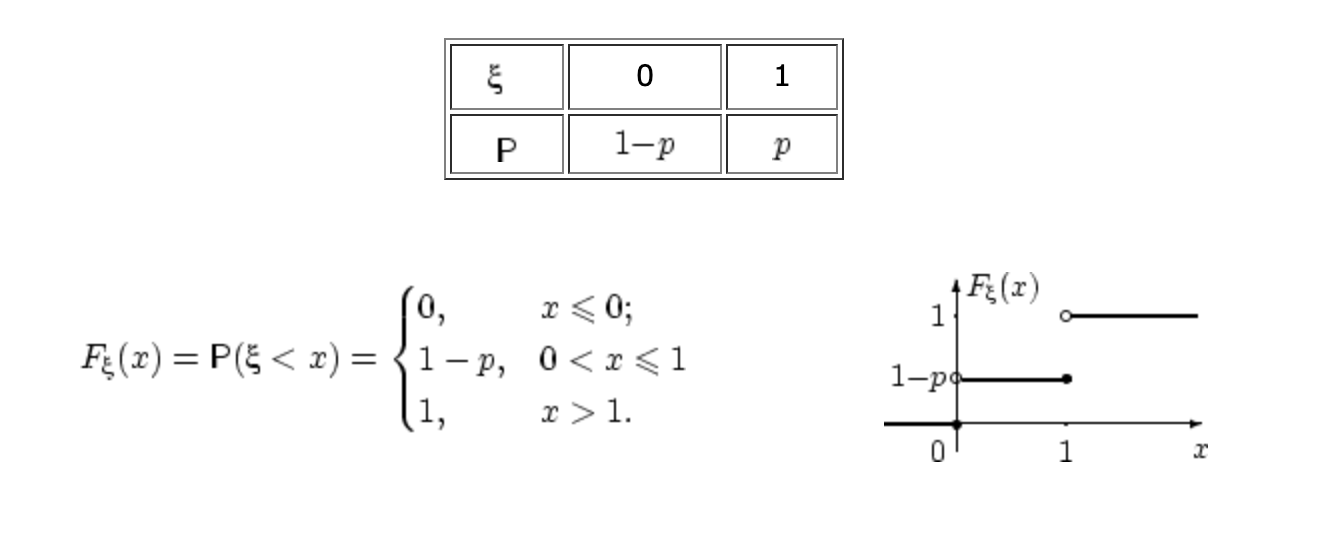 ξ 0 1
P 1−p p
F_ξ(x) = P(ξ < x) = { 0, x ⩽ 0;
1 − p, 0 < x ⩽ 1
1, x > 1.
F_ξ(x)
1
1−p
0 1 x